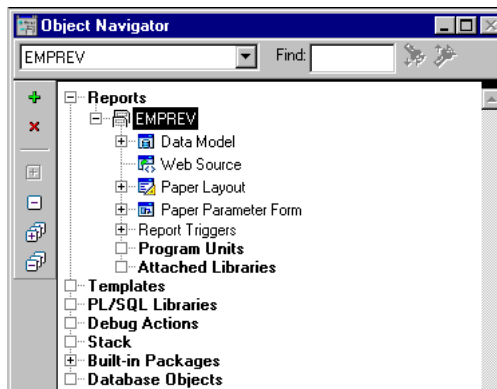 Object Navigator
EMPREV Find:
Reports
EMPREV
Data Model
Web Source
Paper Layout
Paper Parameter Form
Report Triggers
Program Units
Attached Libraries
Templates
PL/SQL Libraries
Debug Actions
Stack
Built-in Packages
Database Objects